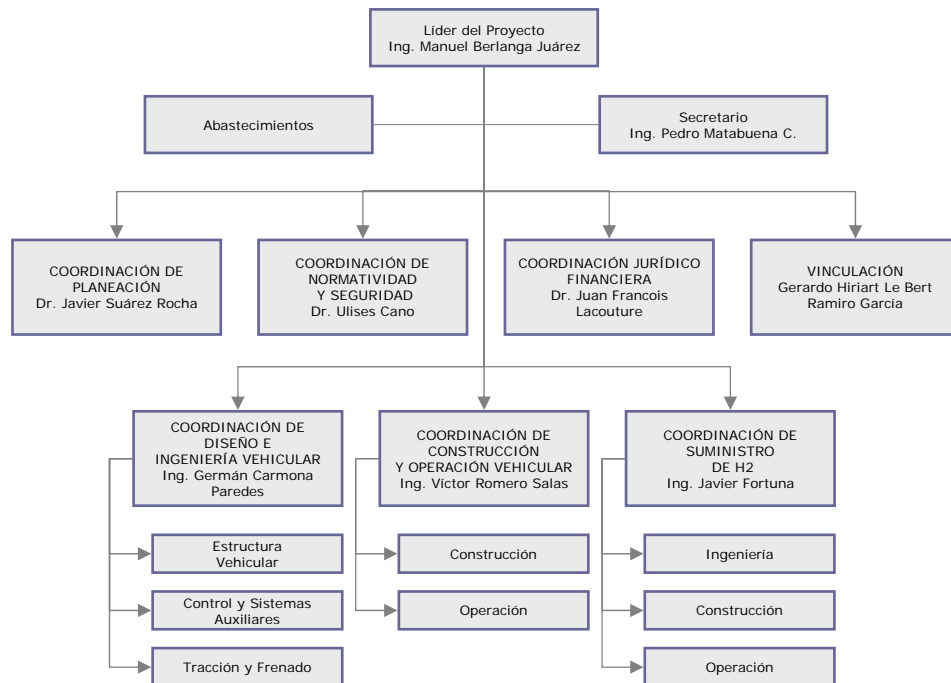 Líder del Proyecto
Ing. Manuel Berlanga Juárez
Abastecimientos
Secretario
Ing. Pedro Matabuena C.
COORDINACIÓN DE
PLANEACIÓN
Dr. Javier Suárez Rocha
COORDINACIÓN DE
NORMATIVIDAD
Y SEGURIDAD
Dr. Ulises Cano
COORDINACIÓN JURÍDICO
FINANCIERA
Dr. Juan Francois
Lacouture
VINCULACIÓN
Gerardo Hiriart Le Bert
Ramiro García
COORDINACIÓN DE
DISEÑO E
INGENIERÍA VEHICULAR
Ing. Germán Carmona
Paredes
Estructura
Vehicular
Control y Sistemas
Auxiliares
Tracción y Frenado
COORDINACIÓN DE
CONSTRUCCIÓN
Y OPERACIÓN VEHICULAR
Ing. Víctor Romero Salas
Construcción
Operación
COORDINACIÓN DE
SUMINISTRO
DE H2
Ing. Javier Fortuna
Ingeniería
Construcción
Operación